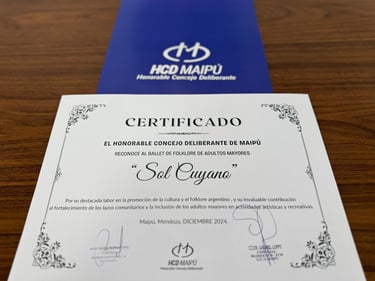 HCD MAIPÚ
Honorable Concejo Deliberante
CERTIFICADO
EL HONORABLE CONCEJO DELIBERANTE DE MAIPÚ
RECONOCE AL BALLET DE FOLKLORE DE ADULTOS MAYORES
“Sol Cuyano”
Por su destacada labor en la promoción de la cultura y el folklore argentino, y su invaluable contribución
al fortalecimiento de los lazos comunitarios y la inclusión de los adultos mayores en actividades artísticas y recreativas.
Maipú, Mendoza, DICIEMBRE 2024.
HCD MAIPÚ
Honorable Concejo Deliberante